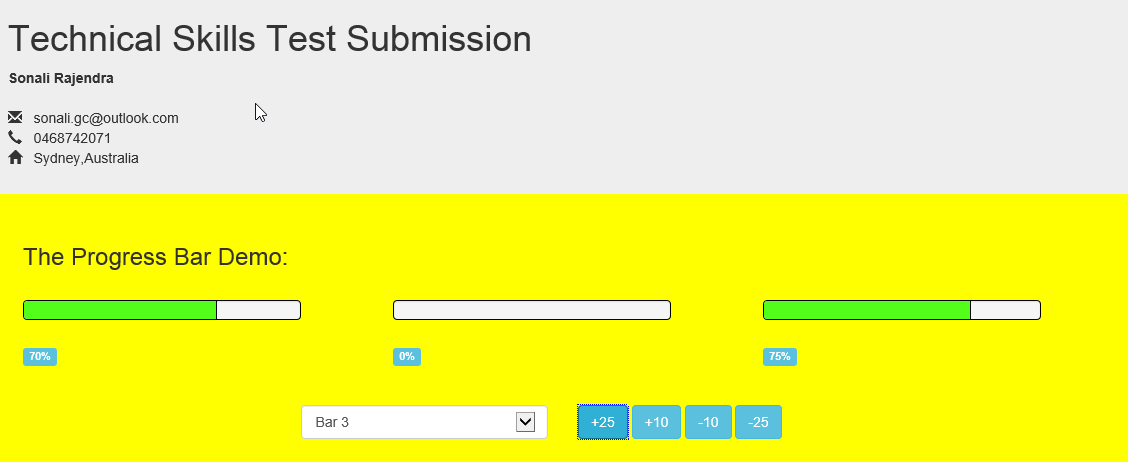 Technical Skills Test Submission
Sonali Rajendra
sonali.gc@outlook.com
0468742071
Sydney,Australia
The Progress Bar Demo:
70% 0% 75%
Bar 3 +25 +10 -10 -25